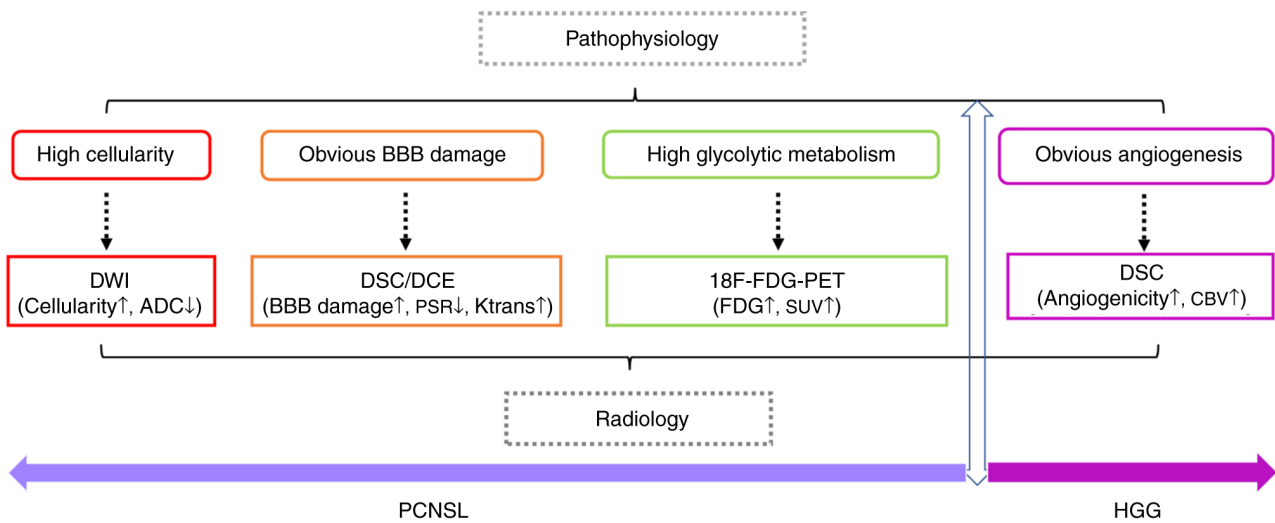 Pathophysiology
High cellularity
Obvious BBB damage
High glycolytic metabolism
Obvious angiogenesis
DWI
(Cellularity↑, ADC↓)
DSC/DCE
(BBB damage↑, PSR↓, Ktrans↑)
18F-FDG-PET
(FDG↑, SUV↑)
DSC
(Angiogenicity↑, CBV↑)
Radiology
PCNSL
HGG